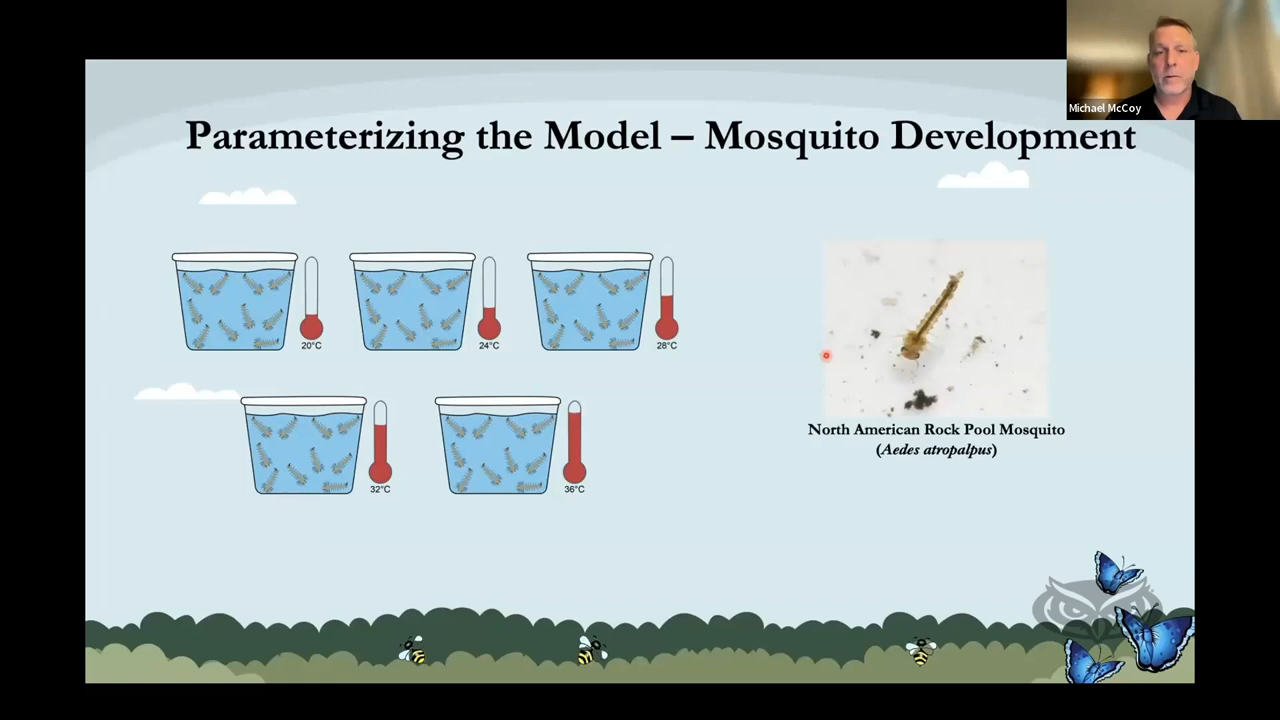 Michael McCoy
Parameterizing the Model – Mosquito Development
20°C
24°C
28°C
32°C
36°C
North American Rock Pool Mosquito
(Aedes atropalpus)